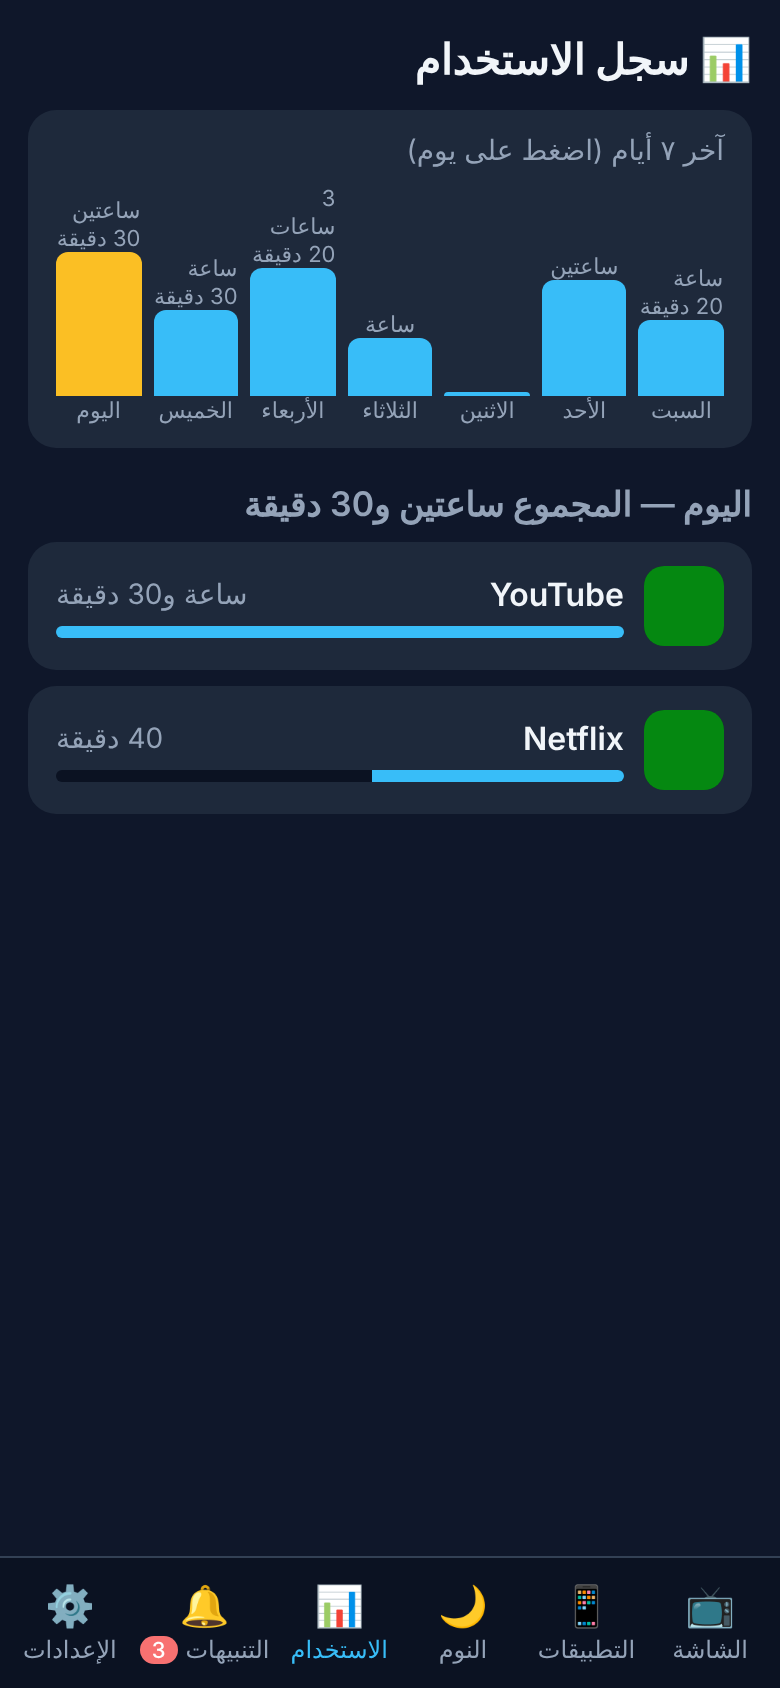 📊 سجل الاستخدام
آخر ٧ أيام (اضغط على يوم)
ساعة
20 دقيقة
السبت
ساعتين
الأحد
الاثنين
ساعة
الثلاثاء
3
ساعات
20 دقيقة
الأربعاء
ساعة
30 دقيقة
الخميس
ساعتين
30 دقيقة
اليوم
اليوم — المجموع ساعتين و30 دقيقة
YouTube
ساعة و30 دقيقة
Netflix
40 دقيقة
الشاشة
التطبيقات
النوم
الاستخدام
التنبيهات 3
الإعدادات